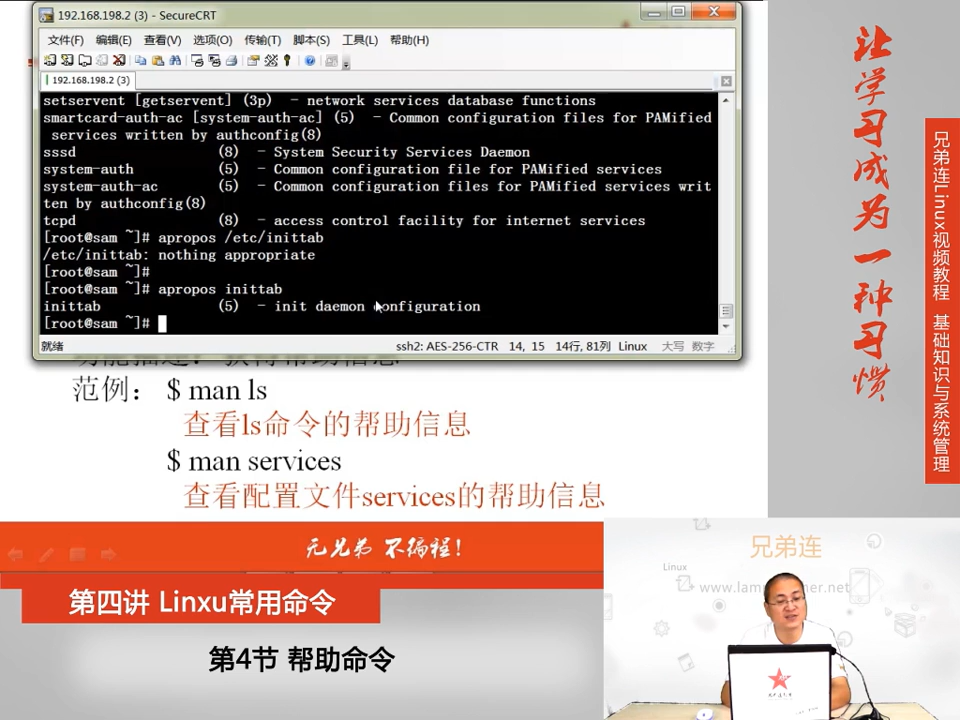 192.168.198.2 (3) - SecureCRT
文件(F) 编辑(E) 查看(V) 选项(O) 传输(T) 脚本(S) 工具(L) 帮助(H)
192.168.198.2 (3)
setservent [getservent] (3p) - network services database functions
smartcard-auth-ac [system-auth-ac] (5) - Common configuration files for PAMified
services written by authconfig(8)
sssd (8) - System Security Services Daemon
system-auth (5) - Common configuration file for PAMified services
system-auth-ac (5) - Common configuration files for PAMified services writ
ten by authconfig(8)
tcpd (8) - access control facility for internet services
[root@sam ~]# apropos /etc/inittab
/etc/inittab: nothing appropriate
[root@sam ~]#
[root@sam ~]# apropos inittab
inittab (5) - init daemon configuration
[root@sam ~]#
就绪 ssh2: AES-256-CTR 14, 15 14行, 81列 Linux 大写 数字
功能描述：获得帮助信息
范例： $ man ls
查看ls命令的帮助信息
$ man services
查看配置文件services的帮助信息
无兄弟 不编程！
第四讲 Linxu常用命令
第4节 帮助命令
让学习成为一种习惯
兄弟连Linux视频教程 基础知识与系统管理
兄弟连
Linux